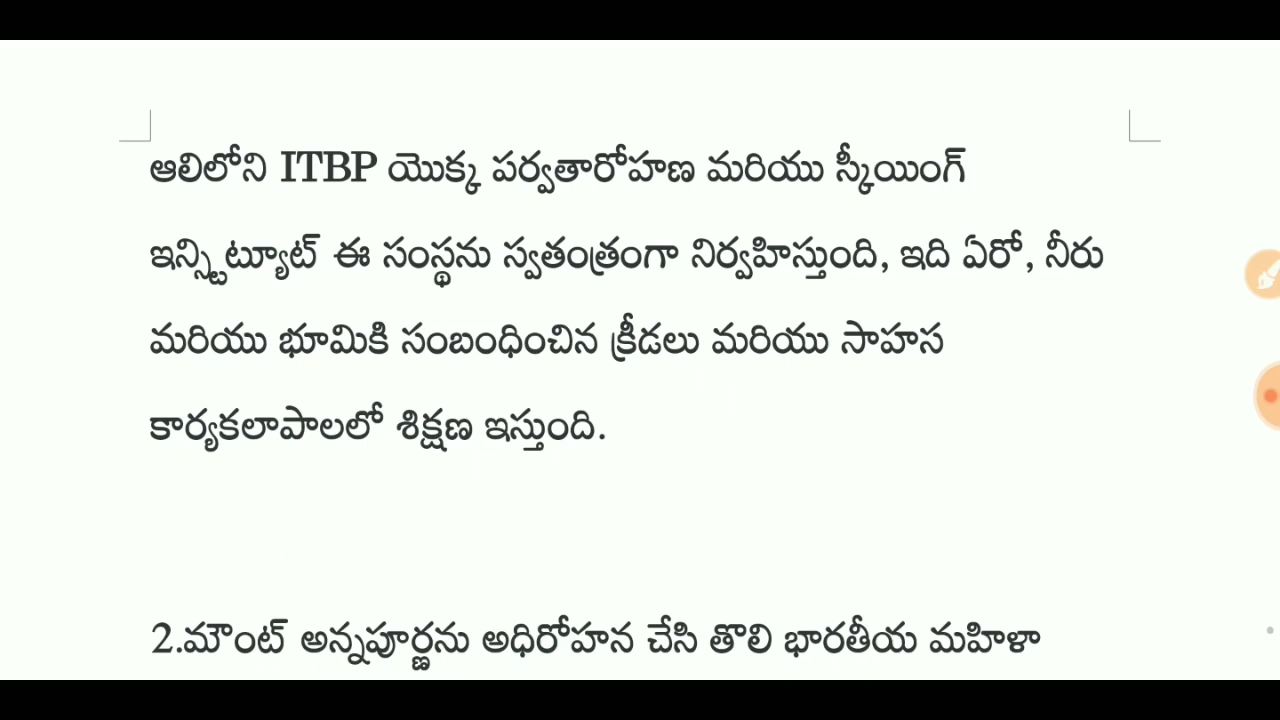 ఆలిలోని ITBP యొక్క పర్వతారోహణ మరియు స్కీయింగ్
ఇన్స్టిట్యూట్ ఈ సంస్థను స్వతంత్రంగా నిర్వహిస్తుంది, ఇది ఏరో, నీరు
మరియు భూమికి సంబంధించిన క్రీడలు మరియు సాహస
కార్యకలాపాలలో శిక్షణ ఇస్తుంది.
2.మౌంట్ అన్నపూర్ణను అధిరోహన చేసి తొలి భారతీయ మహిళా